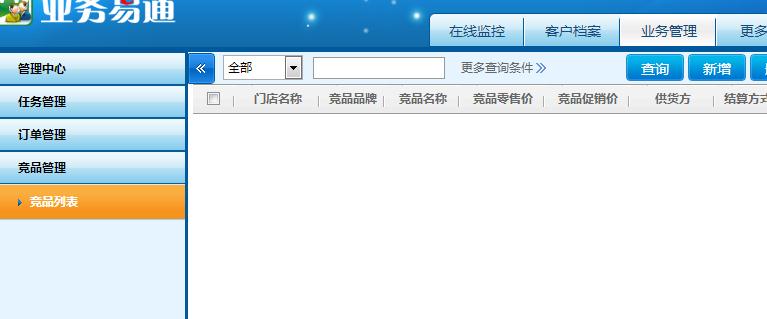 业务易通
在线监控 客户档案 业务管理 更多
管理中心
任务管理
订单管理
竞品管理
竞品列表
全部 更多查询条件 查询 新增
门店名称 竞品品牌 竞品名称 竞品零售价 竞品促销价 供货方 结算方式